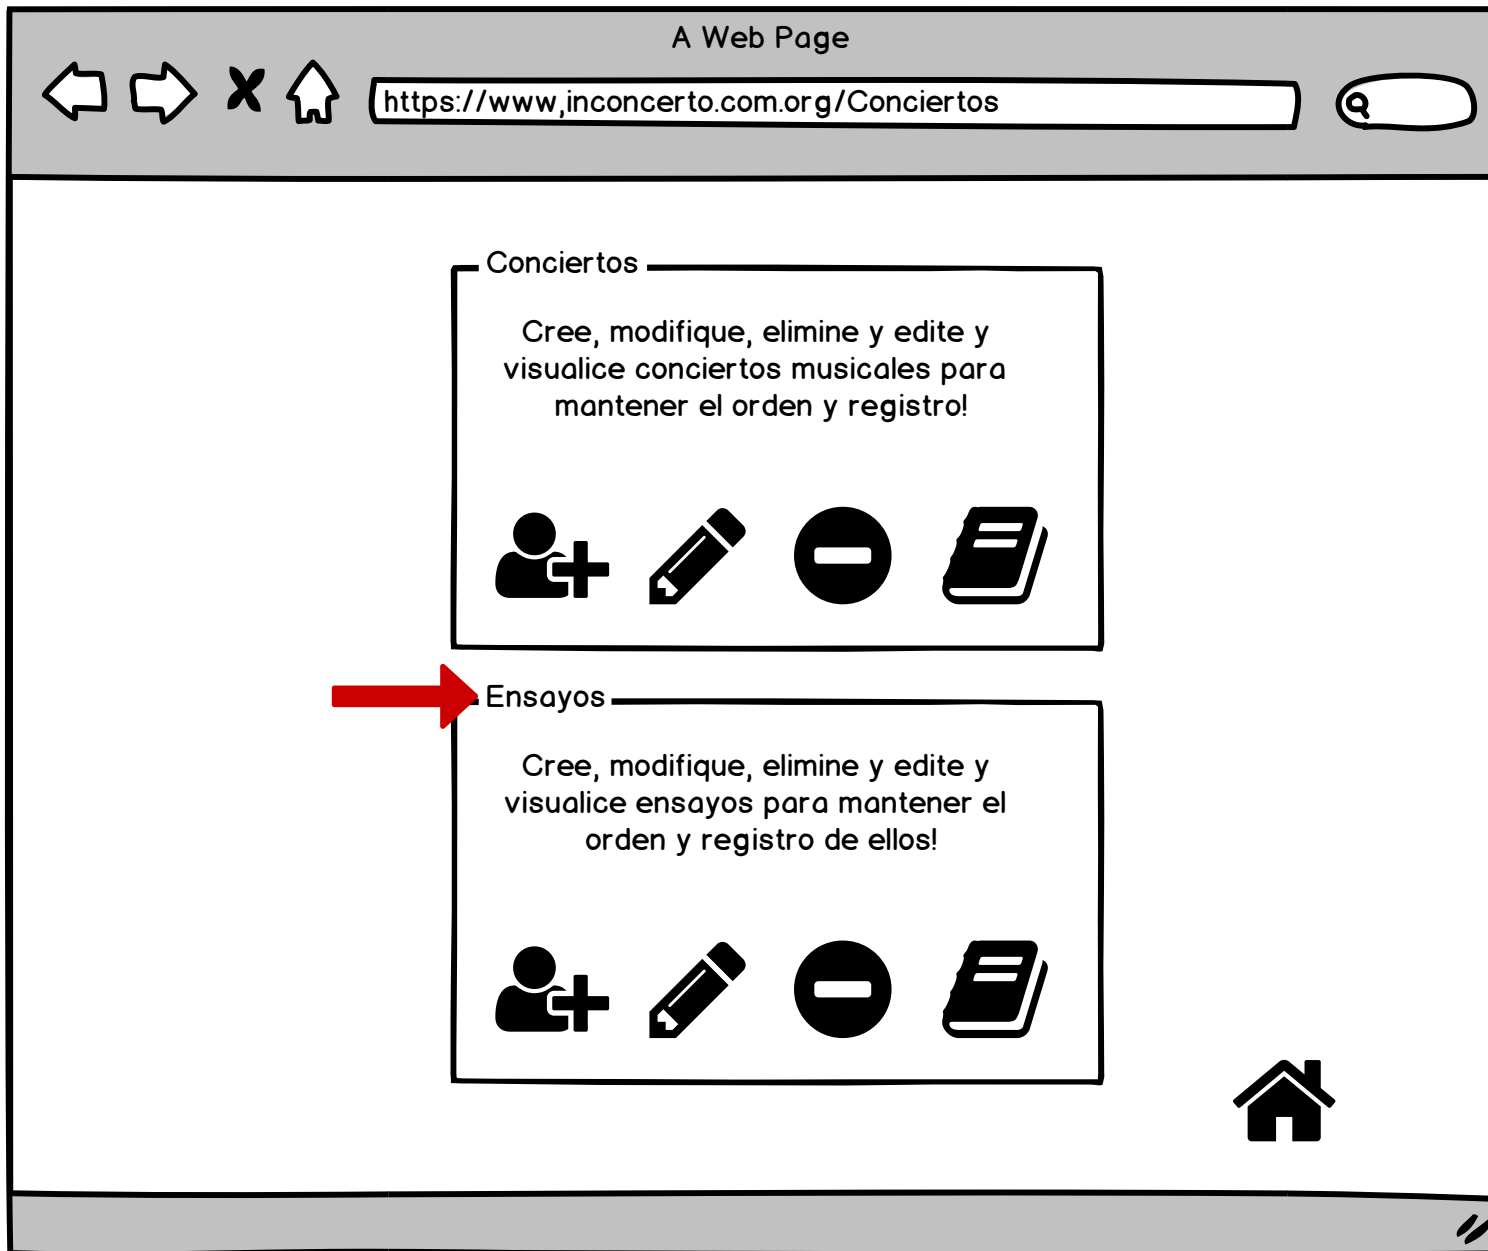 A Web Page
https://www,inconcerto.com.org/Conciertos
Conciertos
Cree, modifique, elimine y edite y
visualice conciertos musicales para
mantener el orden y registro!
Ensayos
Cree, modifique, elimine y edite y
visualice ensayos para mantener el
orden y registro de ellos!